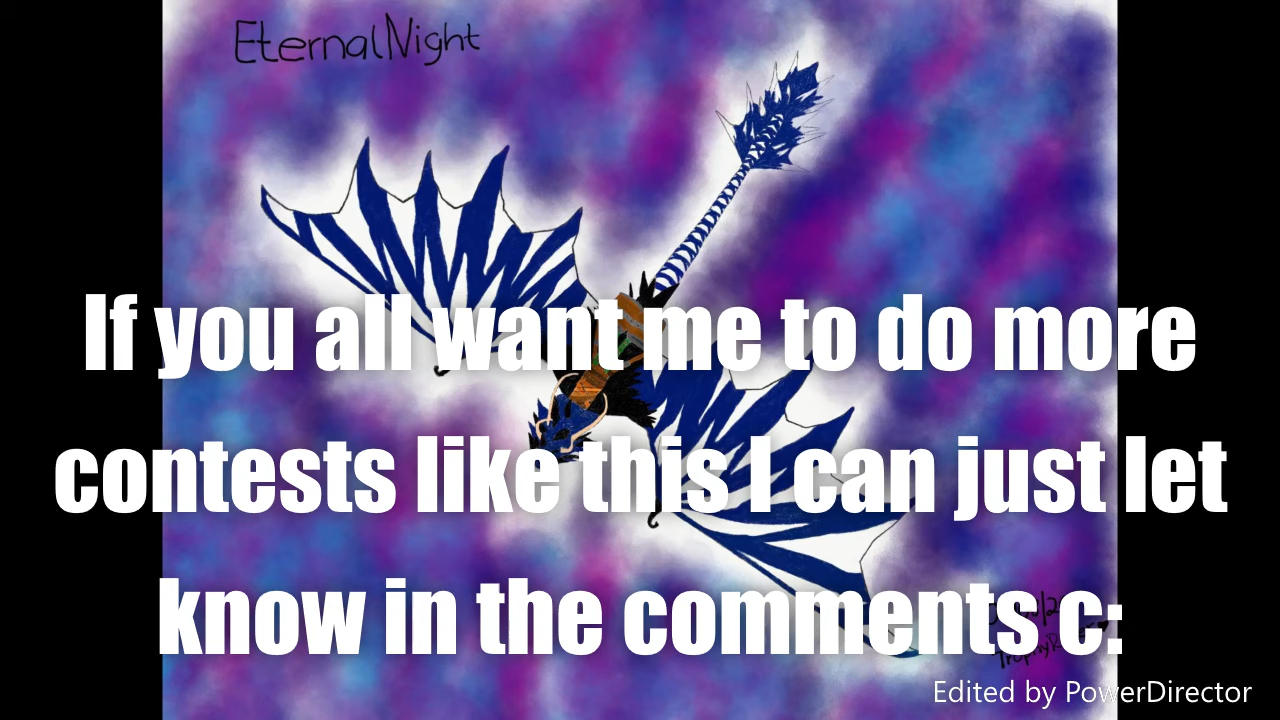 EternalNight
If you all want me to do more
contests like this I can just let
know in the comments c:
Edited by PowerDirector